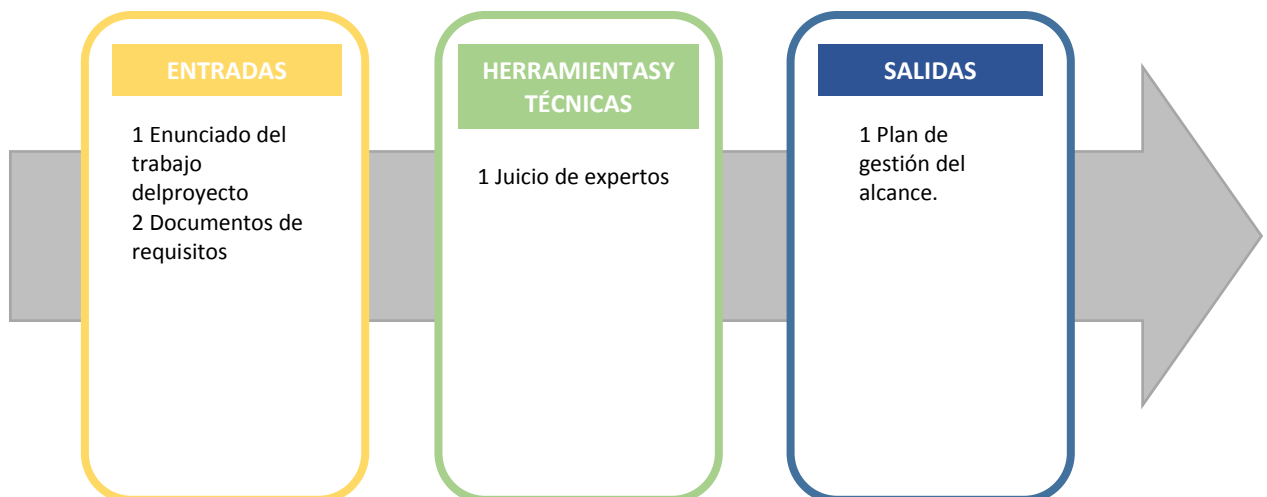 ENTRADAS
1 Enunciado del
trabajo
delproyecto
2 Documentos de
requisitos
HERRAMIENTASY
TÉCNICAS
1 Juicio de expertos
SALIDAS
1 Plan de
gestión del
alcance.